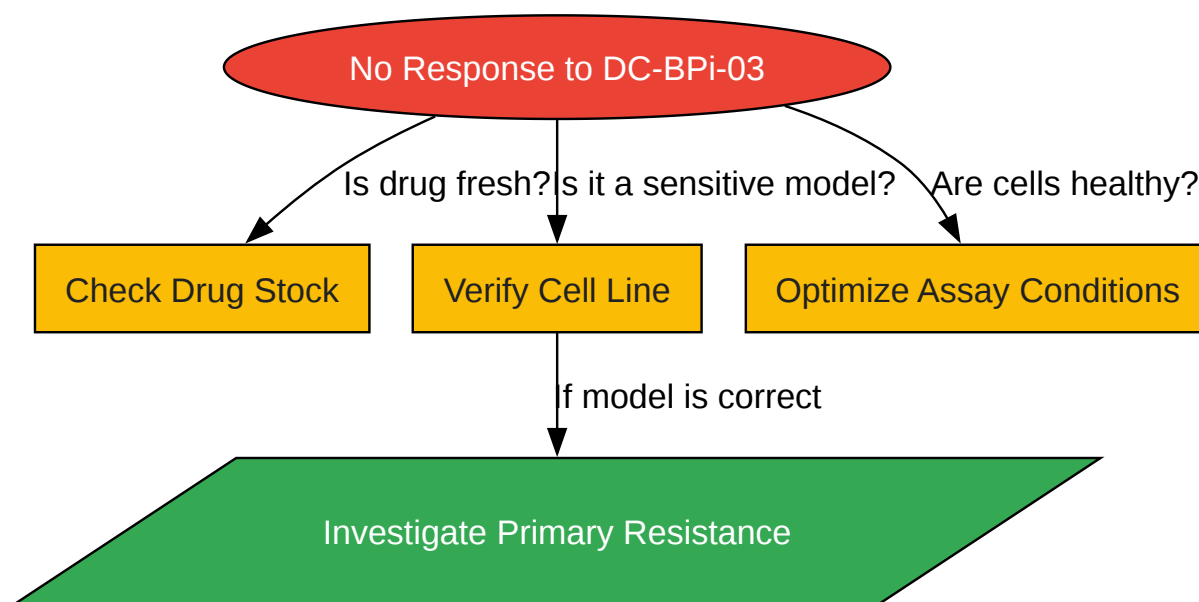 No Response to DC-BPi-03
Is drug fresh?
Is it a sensitive model?
Are cells healthy?
Check Drug Stock
Verify Cell Line
Optimize Assay Conditions
If model is correct
Investigate Primary Resistance